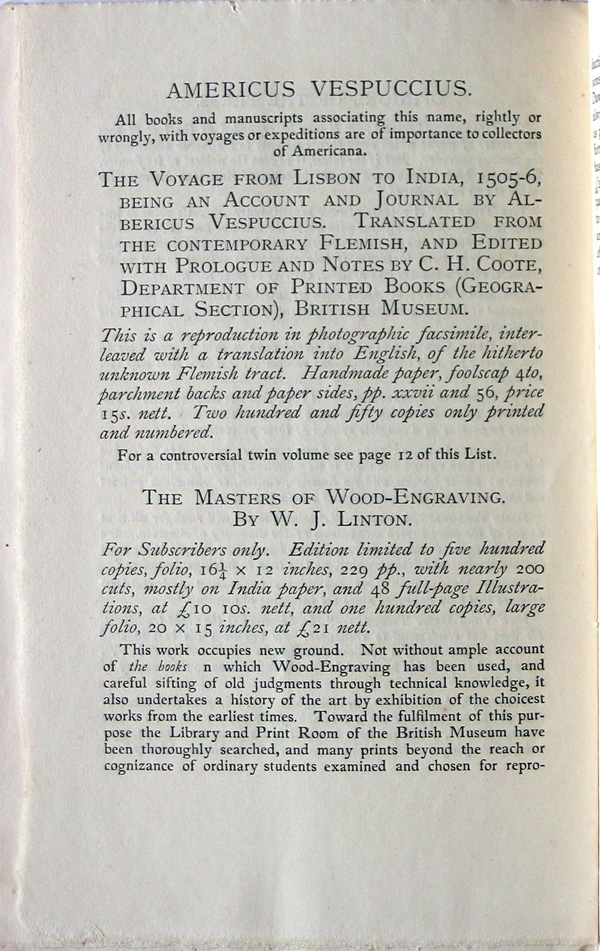 AMERICUS VESPUCCIUS.
All books and manuscripts associating this name, rightly or
wrongly, with voyages or expeditions are of importance to collectors
of Americana.
THE VOYAGE FROM LISBON TO INDIA, 1505-6,
BEING AN ACCOUNT AND JOURNAL BY AL-
BERICUS VESPUCCIUS. TRANSLATED FROM
THE CONTEMPORARY FLEMISH, AND EDITED
WITH PROLOGUE AND NOTES BY C. H. COOTE,
DEPARTMENT OF PRINTED BOOKS (GEOGRA-
PHICAL SECTION), BRITISH MUSEUM.
This is a reproduction in photographic facsimile, inter-
leaved with a translation into English, of the hitherto
unknown Flemish tract. Handmade paper, foolscap 4to,
parchment backs and paper sides, pp. xxvii and 56, price
15s. nett. Two hundred and fifty copies only printed
and numbered.
For a controversial twin volume see page 12 of this List.
THE MASTERS OF WOOD-ENGRAVING.
BY W. J. LINTON.
For Subscribers only. Edition limited to five hundred
copies, folio, 16½ × 12 inches, 229 pp., with nearly 200
cuts, mostly on India paper, and 48 full-page Illustra-
tions, at £10 10s. nett, and one hundred copies, large
folio, 20 × 15 inches, at £21 nett.
This work occupies new ground. Not without ample account
of the books n which Wood-Engraving has been used, and
careful sifting of old judgments through technical knowledge, it
also undertakes a history of the art by exhibition of the choicest
works from the earliest times. Toward the fulfilment of this pur-
pose the Library and Print Room of the British Museum have
been thoroughly searched, and many prints beyond the reach or
cognizance of ordinary students examined and chosen for repro-